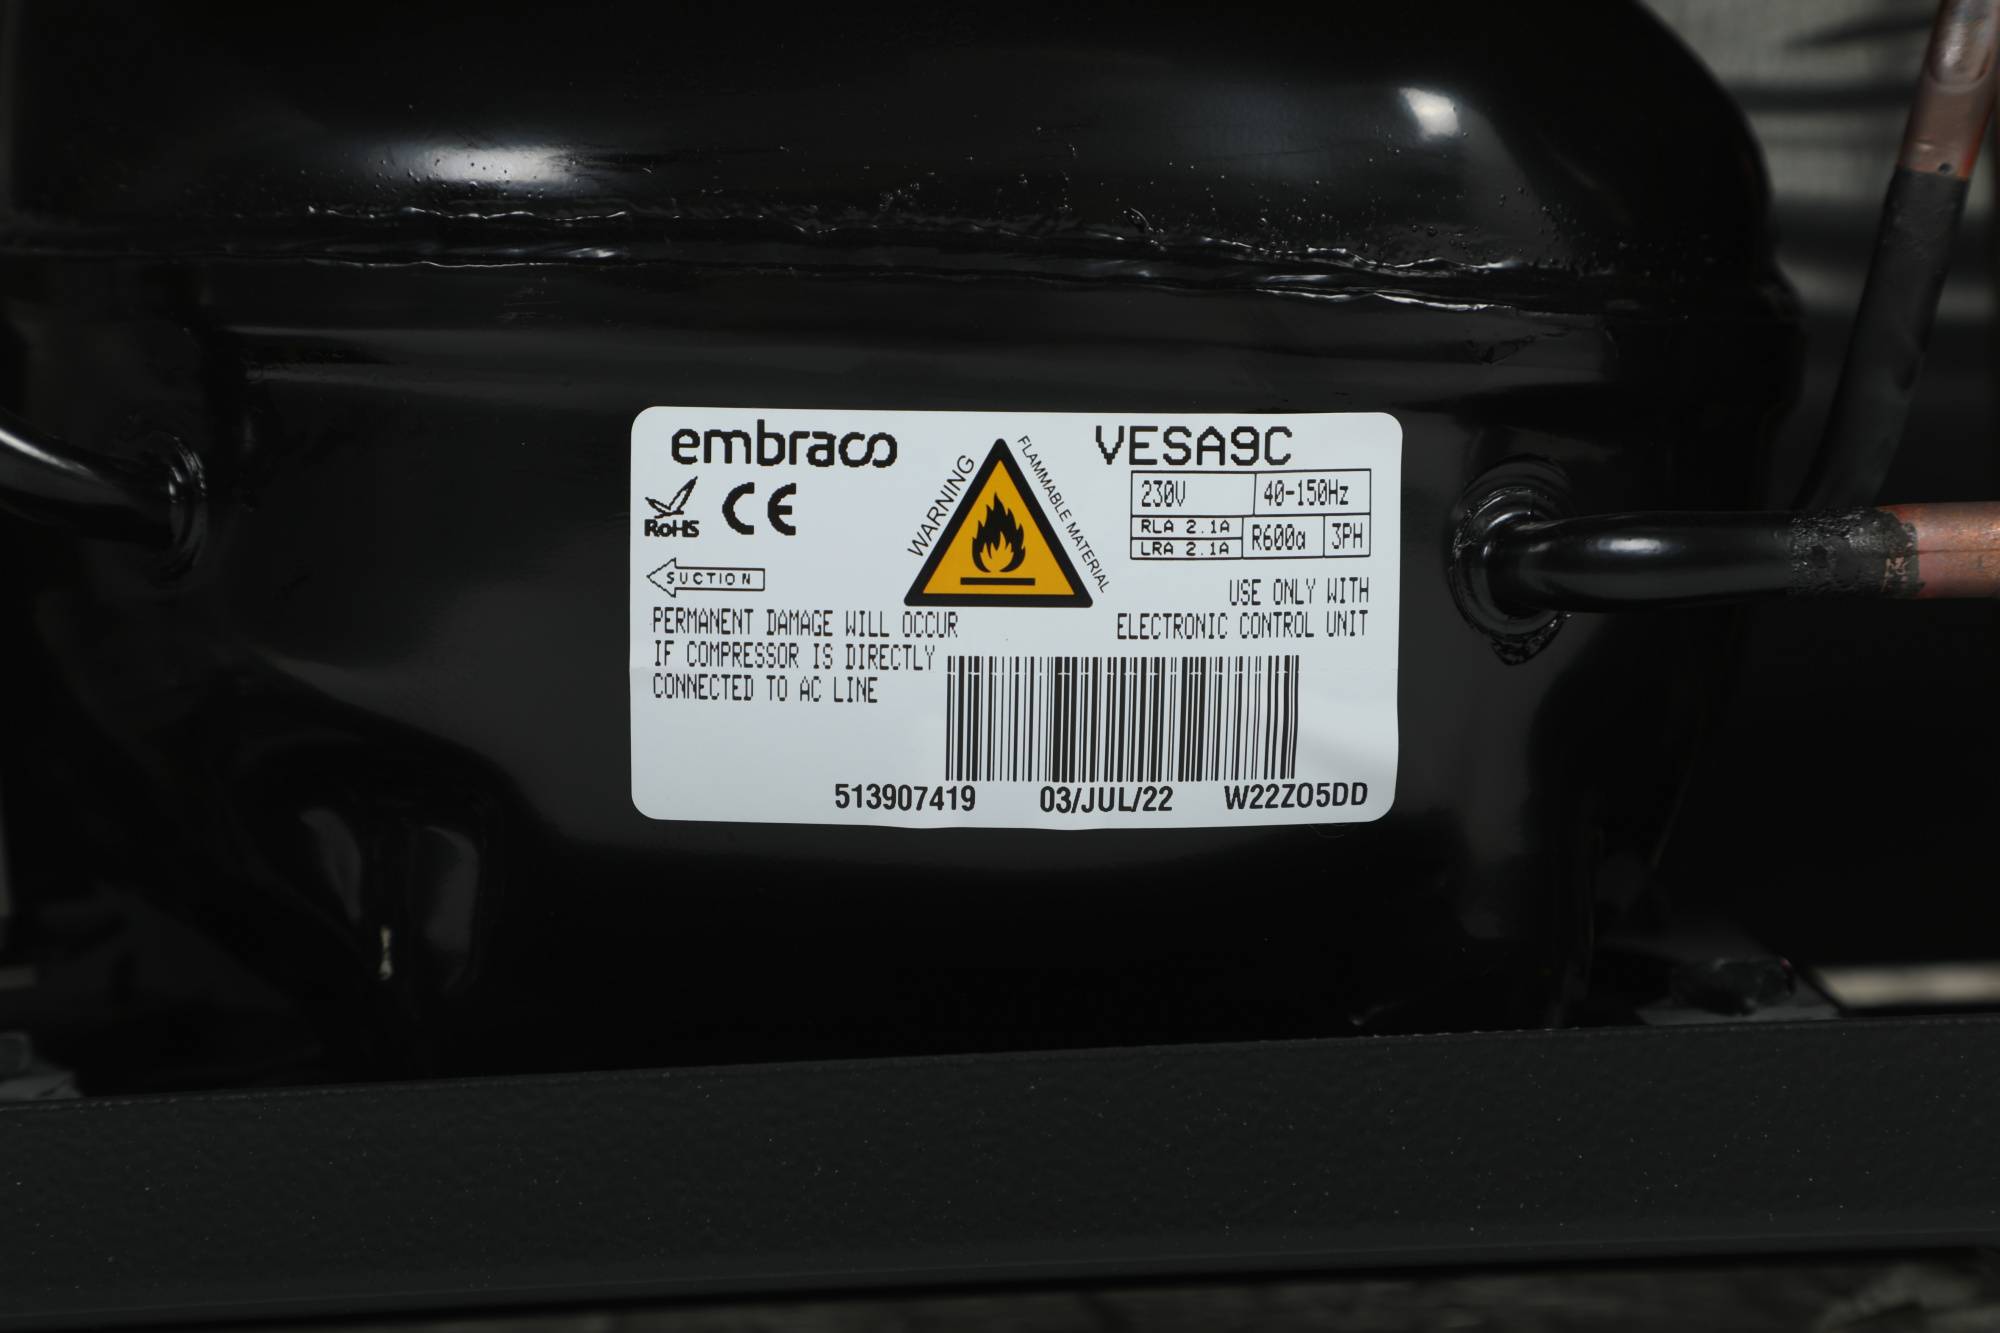 embraco
VESA9C
RoHS CE
WARNING
FLAMMABLE MATERIAL
230V 40-150Hz
RLA 2.1A
LRA 2.1A
R600a 3PH
SUCTION
USE ONLY WITH
ELECTRONIC CONTROL UNIT
PERMANENT DAMAGE WILL OCCUR
IF COMPRESSOR IS DIRECTLY
CONNECTED TO AC LINE
513907419 03/JUL/22 W22ZO5DD